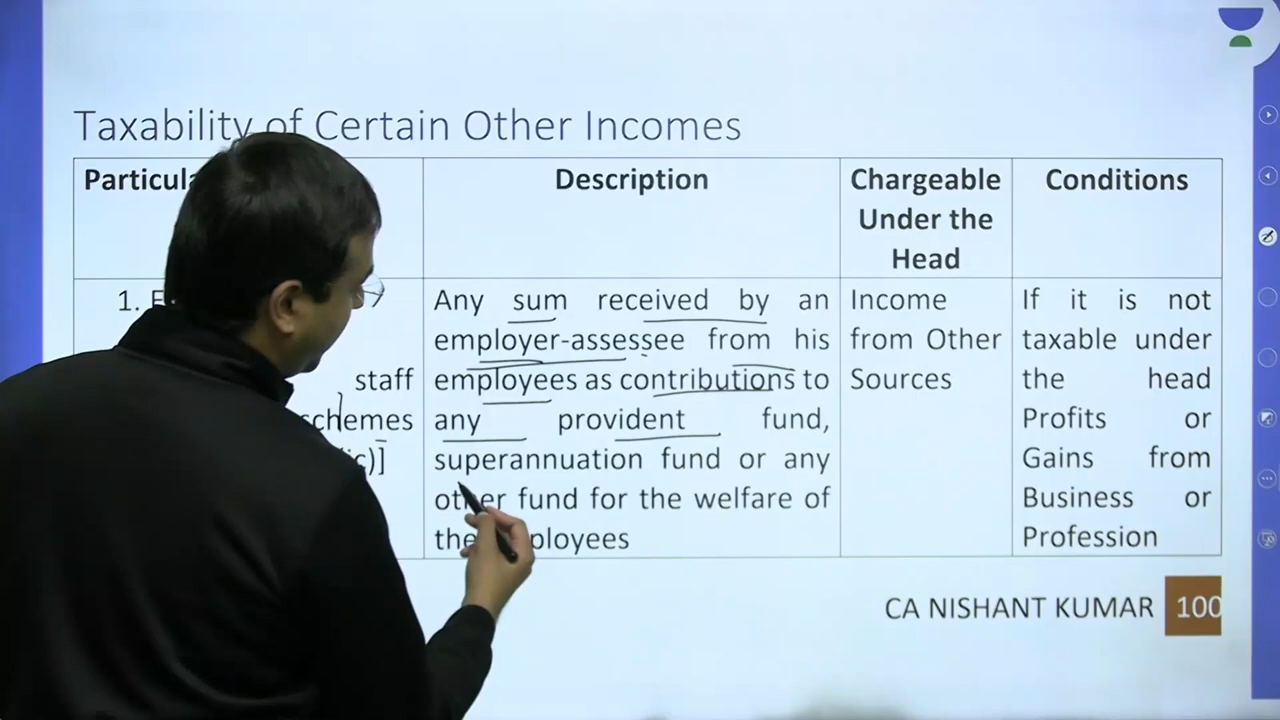 Taxability of Certain Other Incomes
Description
Chargeable
Under the
Head
Conditions
1.
staff
schemes
Any sum received by an
employer-assessee from his
employees as contributions to
any provident fund,
superannuation fund or any
other fund for the welfare of
the employees
Income
from Other
Sources
If it is not
taxable under
the head
Profits or
Gains from
Business or
Profession
CA NISHANT KUMAR 100